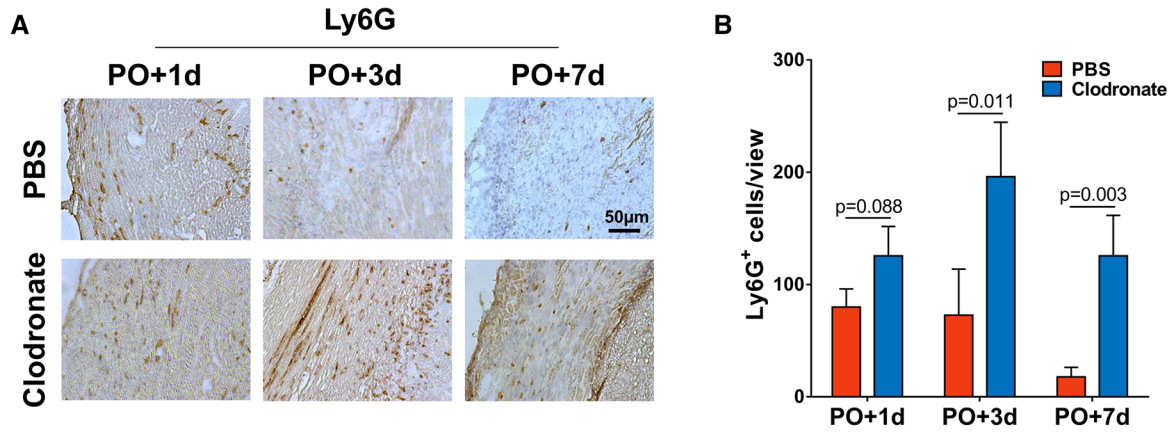 A
Ly6G
PO+1d PO+3d PO+7d
PBS
50μm
Clodronate
B
300
200
100
0
Ly6G⁺ cells/view
PBS
Clodronate
p=0.088
p=0.011
p=0.003
PO+1d PO+3d PO+7d